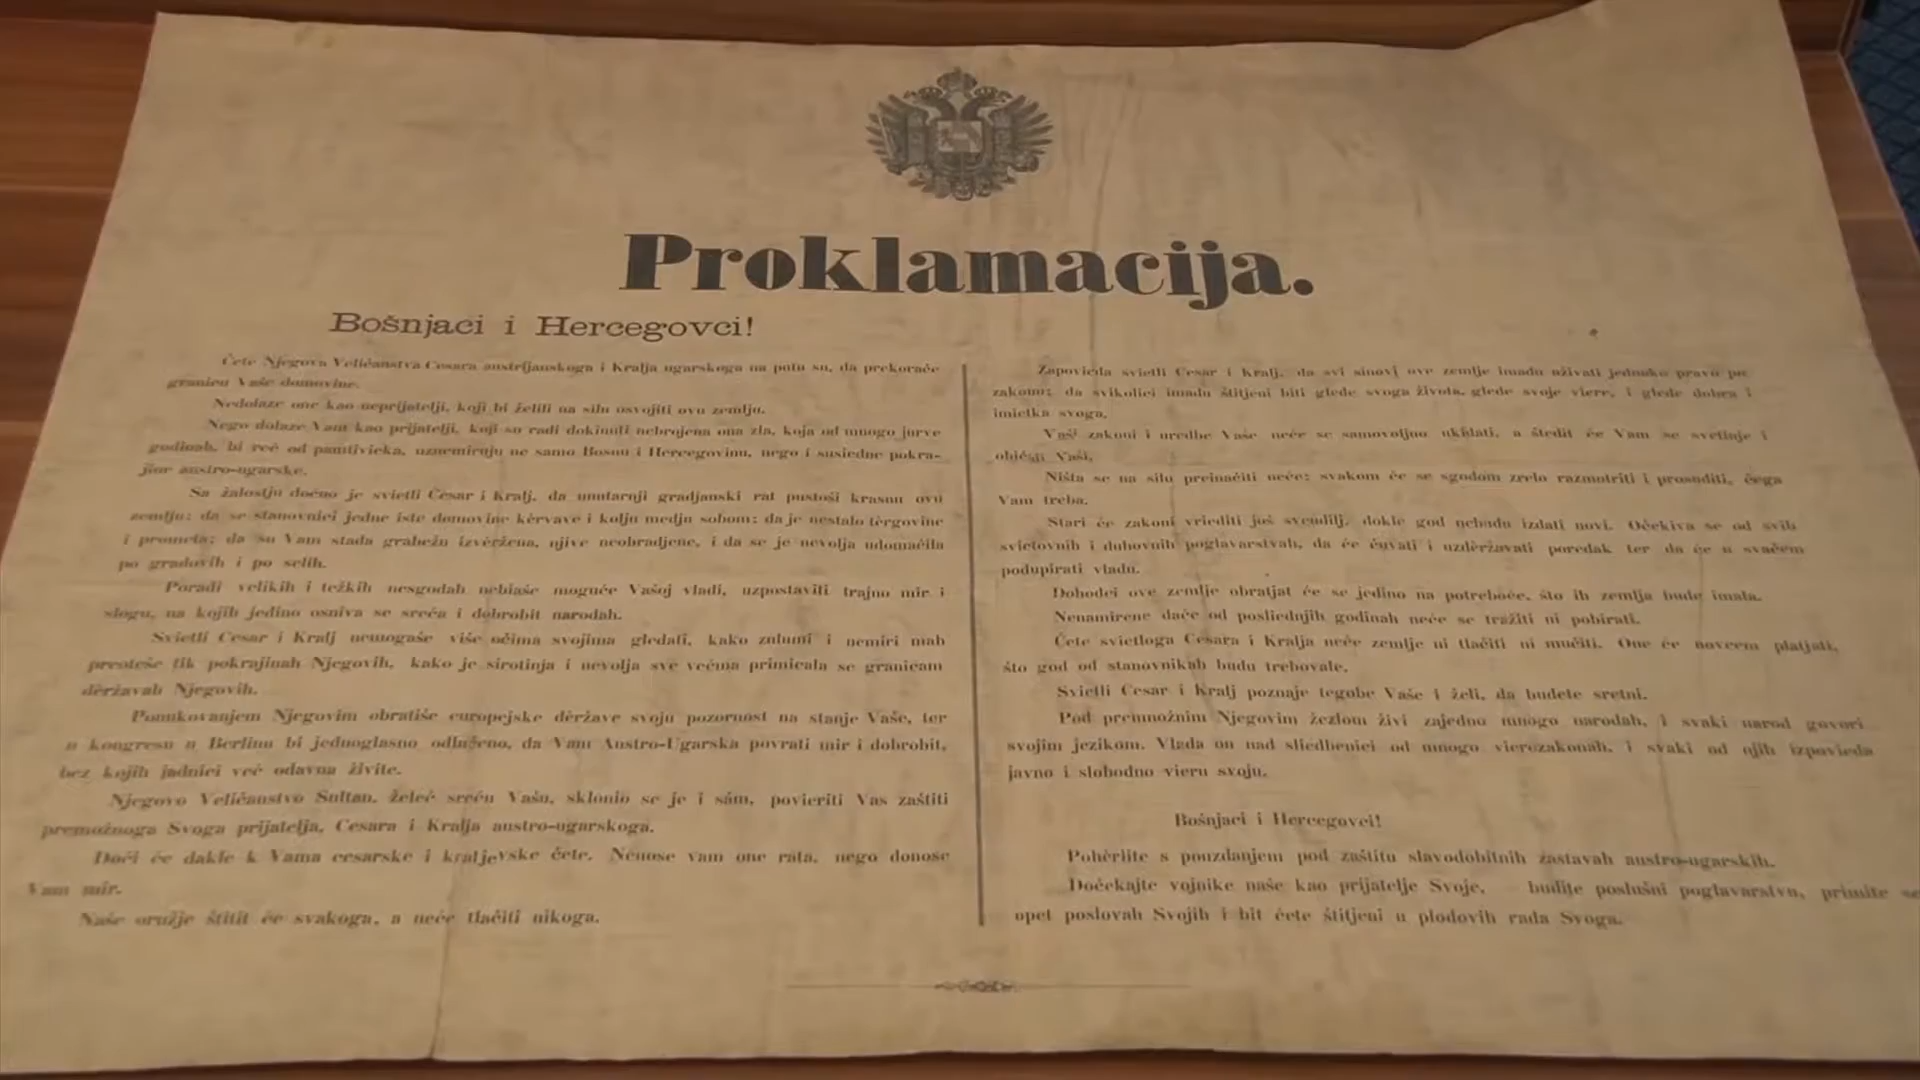 Proklamacija.
Bošnjaci i Hercegovci!
Čete Njegova Veličanstva Cesara austrijanskoga i Kralja ugarskoga na putu su, da prekorače
granicu Vaše domovine.
Nedolaze one kao neprijatelji, koji bi želili na silu osvojiti ovu zemlju.
Nego dolaze Vam kao prijatelji, koji su radi dokinuti nebrojena ona zla, koja od mnogo jurve
godinah, bi reć od pamtivieka, uznemiruju ne samo Bosnu i Hercegovinu, nego i susiedne pokra-
jine austro-ugarske.
Sa žalostju dočuo je svietli Cesar i Kralj, da unutarnji gradjanski rat pustoši krasnu ovu
zemlju; da se stanovnici jedne iste domovine kèrvave i kolju medju sobom; da je nestalo tèrgovine
i prometa; da su Vam stada grabežu izvèržena, njive neobradjene, i da se je nevolja udomaćila
po gradovih i po selih.
Poradi velikih i težkih nesgodah nebiaše moguće Vašoj vladi, uzpostaviti trajno mir i
slogu, na kojih jedino osniva se sreća i dobrobit narodah.
Svietli Cesar i Kralj nemogaše više očima svojima gledati, kako zulumi i nemiri mah
preoteše tik pokrajinah Njegovih, kako je sirotinja i nevolja sve većma primicala se granicam
dèržavah Njegovih.
Ponukovanjem Njegovim obratiše europejske dèržave svoju pozornost na stanje Vaše, ter
u kongresu u Berlinu bi jednoglasno odlučeno, da Vam Austro-Ugarska povrati mir i dobrobit,
bez kojih jadnici već odavna živite.
Njegovo Veličanstvo Sultan, želeć sreću Vašu, sklonio se je i sám, povieriti Vas zaštiti
premožnoga Svoga prijatelja, Cesara i Kralja austro-ugarskoga.
Doći će dakle k Vama cesarske i kraljevske čete. Nenose vam one rata, nego donose
Vam mir.
Naše oružje štitit će svakoga, a neće tlačiti nikoga.
Zapovieda svietli Cesar i Kralj, da svi sinovi ove zemlje imadu uživati jednako pravo po
zakonu; da svikolici imadu štitjeni biti glede svoga života, glede svoje viere, i glede dobra i
imietka svoga.
Vaši zakoni i uredbe Vaše neće se samovoljno ukidati, a štedit će Vam se svetinje i
običaji Vaši.
Ništa se na silu preinačiti neće; svakom će se sgodom zrelo razmotriti i prosuditi, čega
Vam treba.
Stari će zakoni vriediti još svendilj, dokle god nebudu izdati novi. Očekiva se od svih
svietovnih i duhovnih poglavarstvah, da će čuvati i uzdèržavati poredak ter da će u svačem
podupirati vladu.
Dohodci ove zemlje obratjat će se jedino na potreboće, što ih zemlja bude imala.
Nenamirene daće od posliednjih godinah neće se tražiti ni pobirati.
Čete svietloga Cesara i Kralja neće zemlje ni tlačiti ni mučiti. One će novcem platjati,
što god od stanovnikah budu trebovale.
Svietli Cesar i Kralj poznaje tegobe Vaše i želi, da budete sretni.
Pod premožnim Njegovim žezlom živi zajedno mnogo narodah, i svaki narod govori
svojim jezikom. Vlada on nad sliedbenici od mnogo vierozakonah, i svaki od njih izpovieda
javno i slobodno vieru svoju.
Bošnjaci i Hercegovci!
Pohèrlite s pouzdanjem pod zaštitu slavodobitnih zastavah austro-ugarskih.
Dočekajte vojnike naše kao prijatelje Svoje, budite poslušni poglavarstvu, primite se
opet poslovah Svojih i bit ćete štitjeni u plodovih rada Svoga.